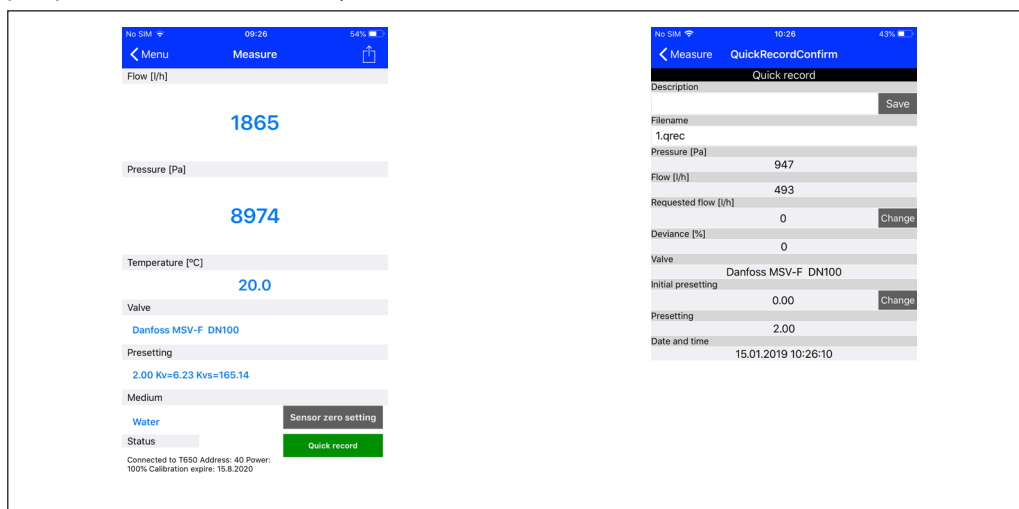 No SIM 09:26 54%
Menu Measure
Flow [l/h]
1865
Pressure [Pa]
8974
Temperature [°C]
20.0
Valve
Danfoss MSV-F DN100
Presetting
2.00 Kv=6.23 Kvs=165.14
Medium
Water
Sensor zero setting
Status
Quick record
Connected to T650 Address: 40 Power:
100% Calibration expire: 15.8.2020
No SIM 10:26 43%
Measure QuickRecordConfirm
Quick record
Description
Save
Filename
1.qrec
Pressure [Pa]
947
Flow [l/h]
493
Requested flow [l/h]
0 Change
Deviance [%]
0
Valve
Danfoss MSV-F DN100
Initial presetting
0.00 Change
Presetting
2.00
Date and time
15.01.2019 10:26:10